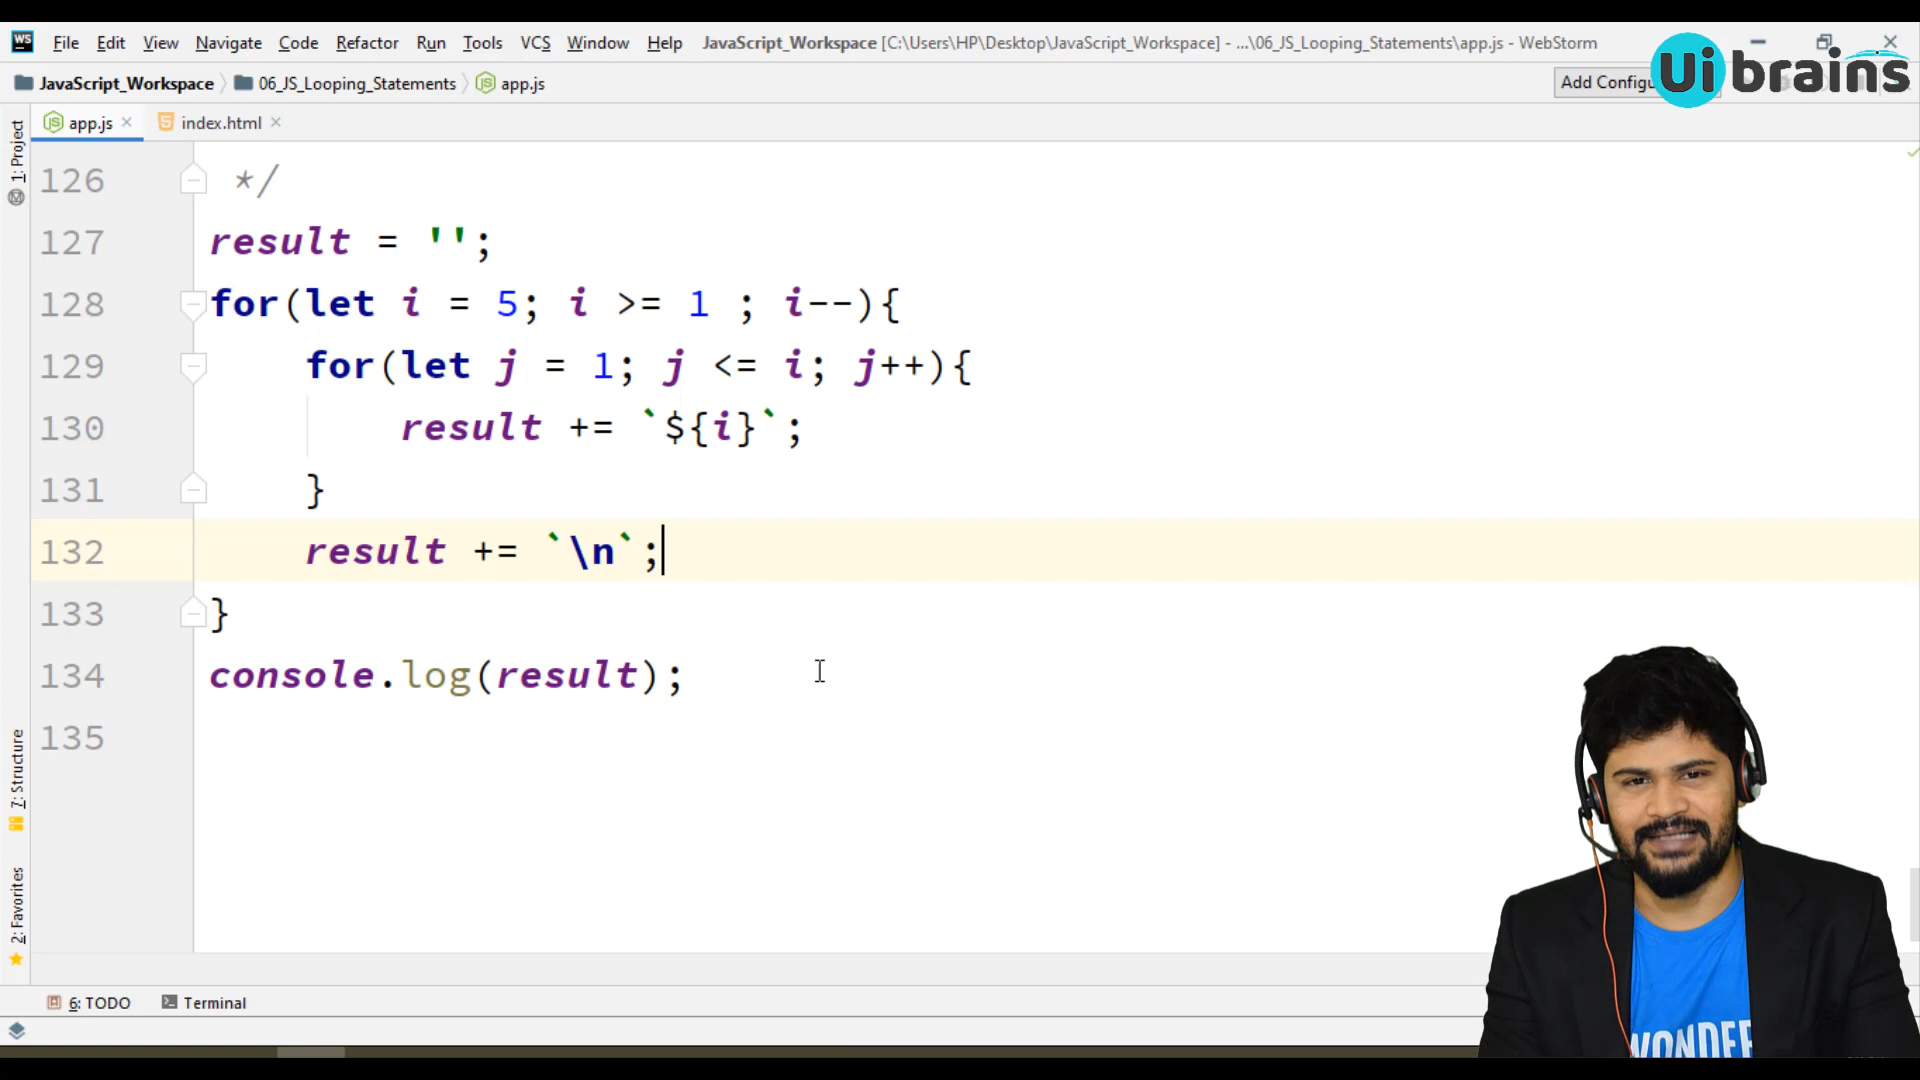 WS File Edit View Navigate Code Refactor Run Tools VCS Window Help JavaScript_Workspace [C:\Users\HP\Desktop\JavaScript_Workspace] - ...\06_JS_Looping_Statements\app.js - WebStorm
Ui brains
JavaScript_Workspace 06_JS_Looping_Statements app.js Add Config
app.js index.html
1: Project
126 */
127 result = '';
128 for(let i = 5; i >= 1 ; i--){
129 for(let j = 1; j <= i; j++){
130 result += `${i}`;
131 }
132 result += `\n`;
133 }
134 console.log(result);
135
7: Structure
2: Favorites
6: TODO Terminal
WONDER